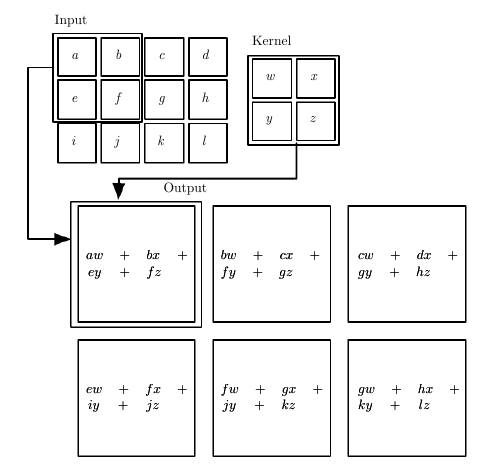 Input
a b c d
Kernel
w x
e f g h
y z
i j k l
Output
aw + bx + bw + cx + cw + dx +
ey + fz fy + gz gy + hz
ew + fx + fw + gx + gw + hx +
iy + jz jy + kz ky + lz